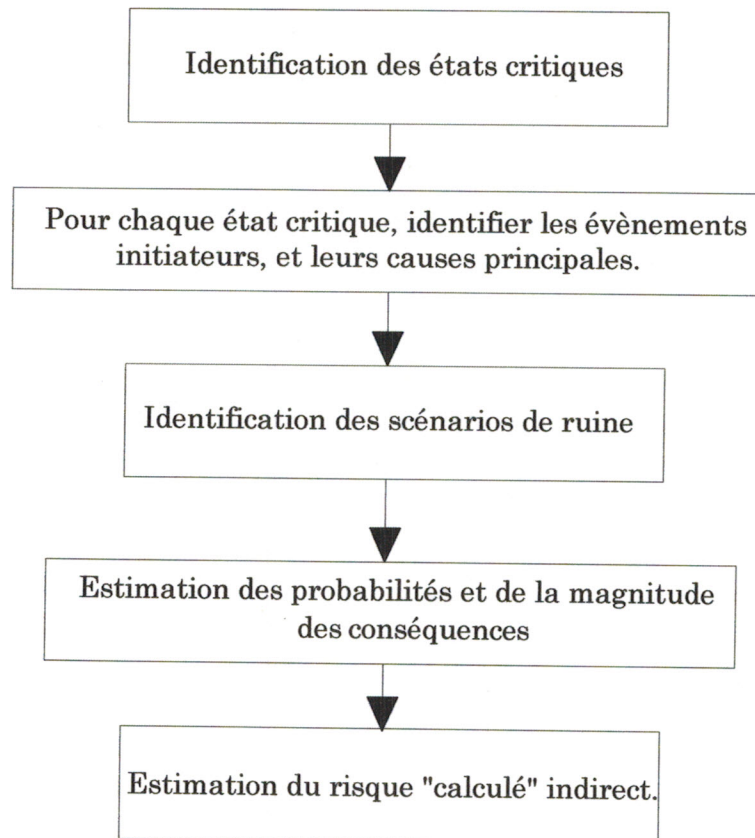 Identification des états critiques
Pour chaque état critique, identifier les évènements
initiateurs, et leurs causes principales.
Identification des scénarios de ruine
Estimation des probabilités et de la magnitude
des conséquences
Estimation du risque "calculé" indirect.